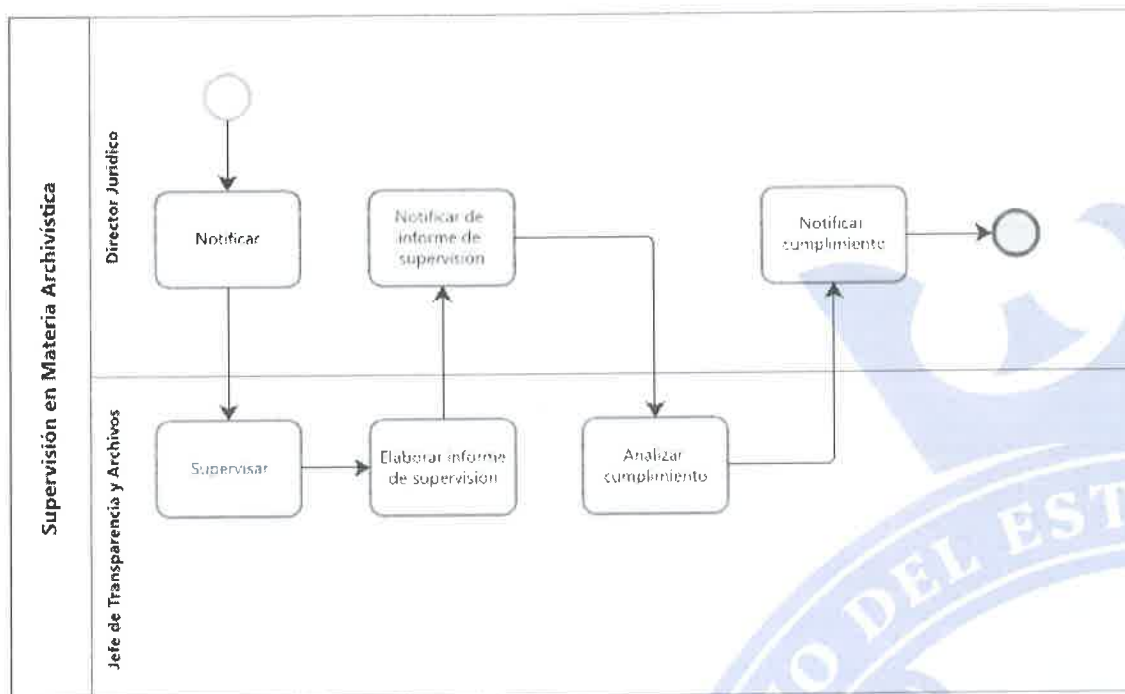 Supervisión en Materia Archivística
Director Jurídico
Notificar
Notificar de
informe de
supervisión
Notificar
cumplimiento
Jefe de Transparencia y Archivos
Supervisar
Elaborar informe
de supervisión
Analizar
cumplimiento
DEL EST